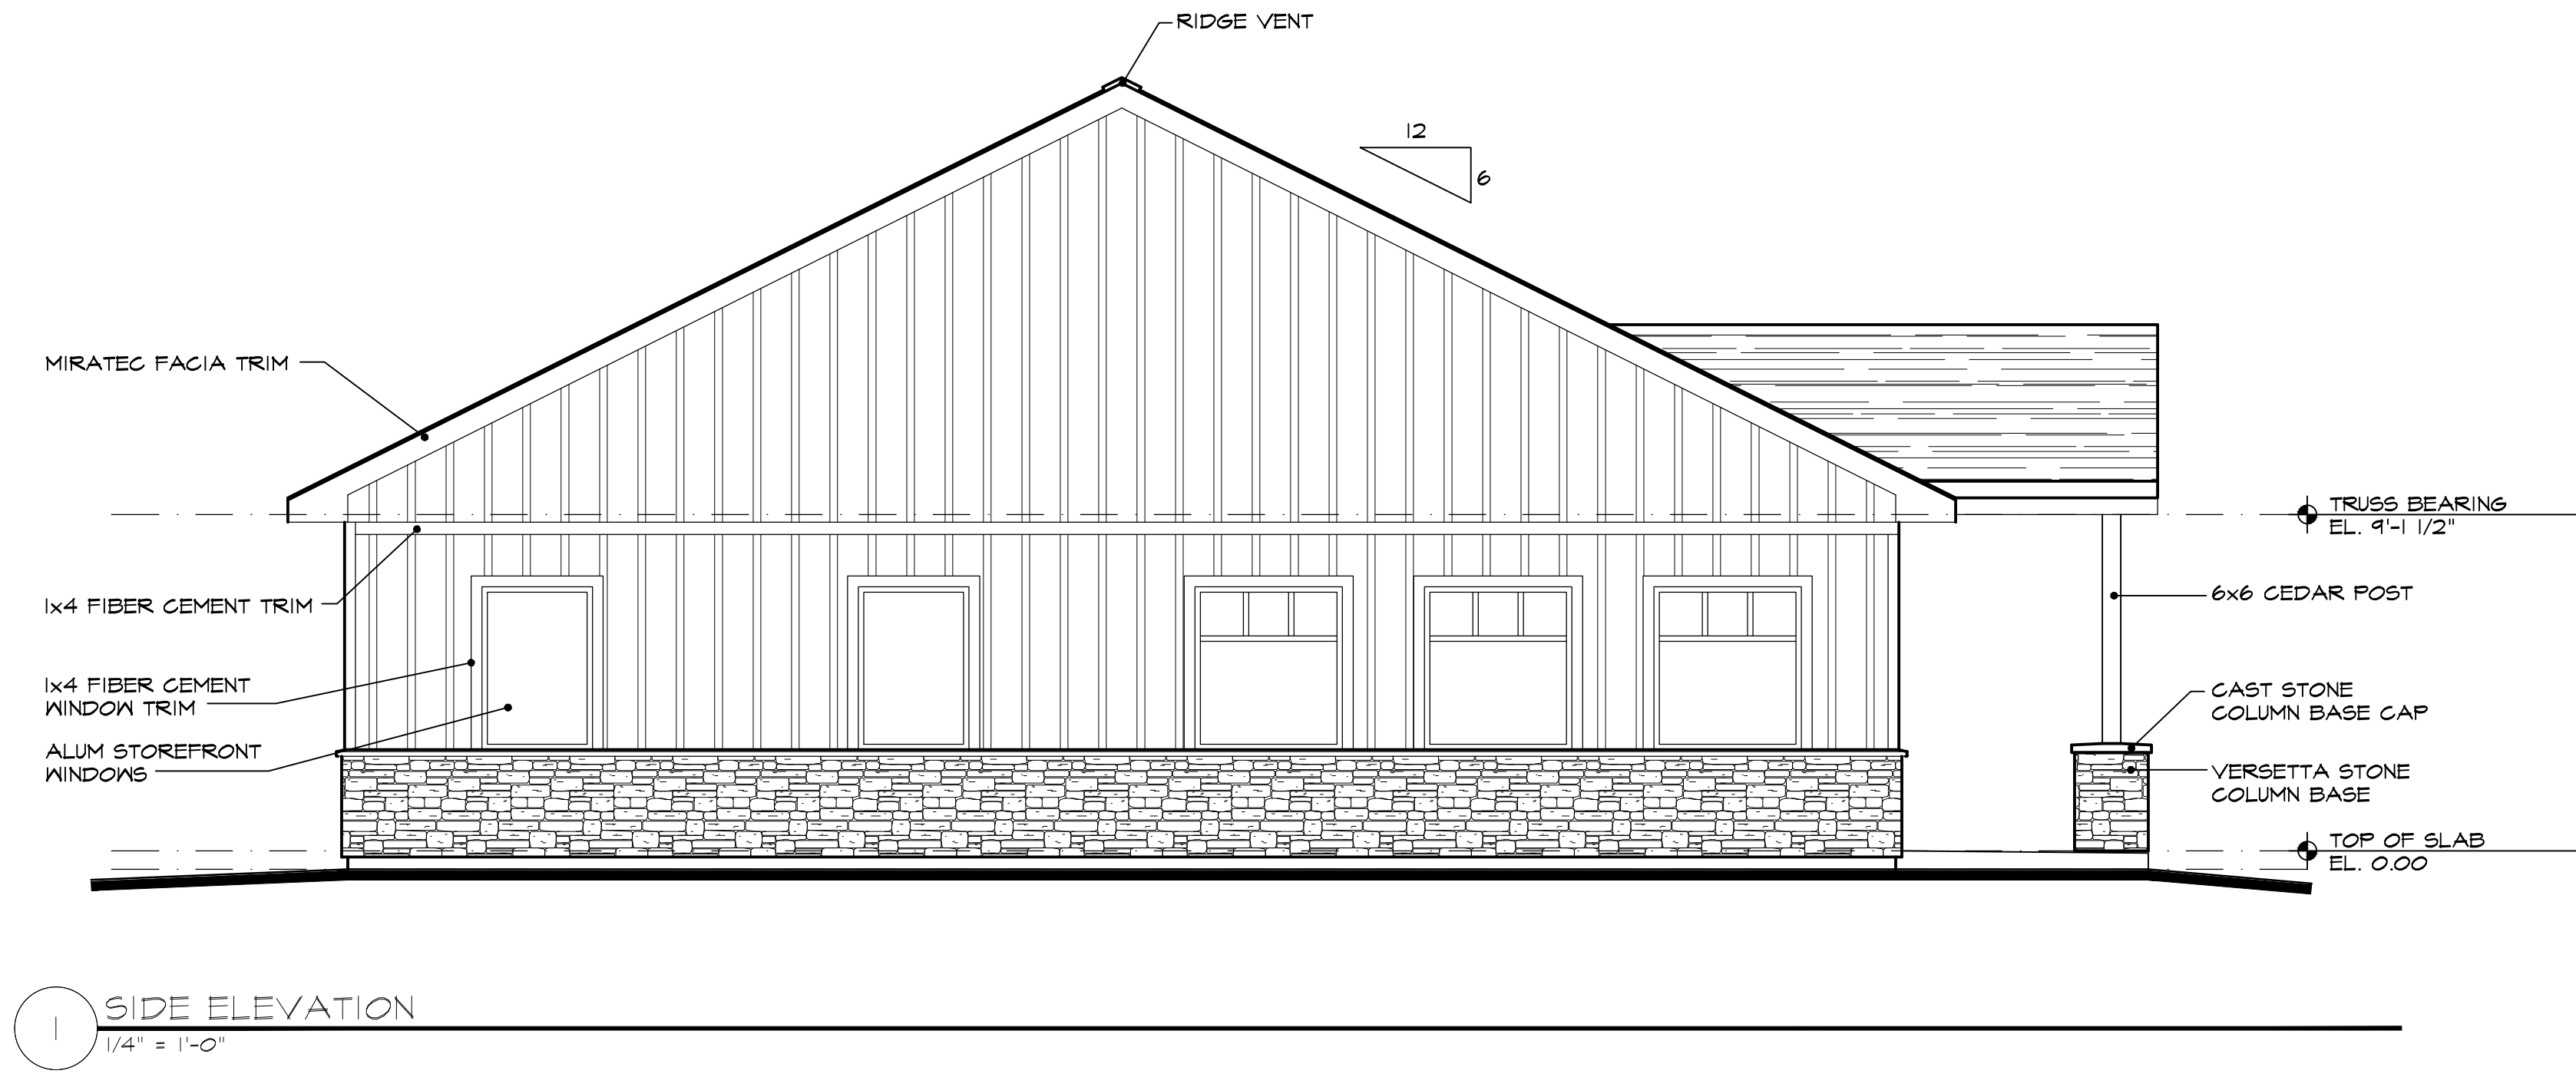 RIDGE VENT
12
6
MIRATEC FACIA TRIM
TRUSS BEARING
EL. 9'-1 1/2"
1x4 FIBER CEMENT TRIM
6x6 CEDAR POST
1x4 FIBER CEMENT
WINDOW TRIM
CAST STONE
COLUMN BASE CAP
ALUM STOREFRONT
WINDOWS
VERSETTA STONE
COLUMN BASE
TOP OF SLAB
EL. 0.00
1
SIDE ELEVATION
1/4" = 1'-0"